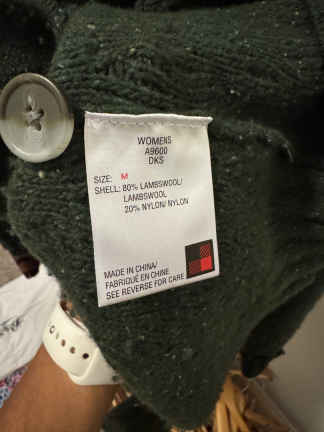 WOMENS
A9600
DKS
SIZE: M
SHELL: 80% LAMBSWOOL/
LAMBSWOOL
20% NYLON/ NYLON
MADE IN CHINA/
FABRIQUÉ EN CHINE
SEE REVERSE FOR CARE